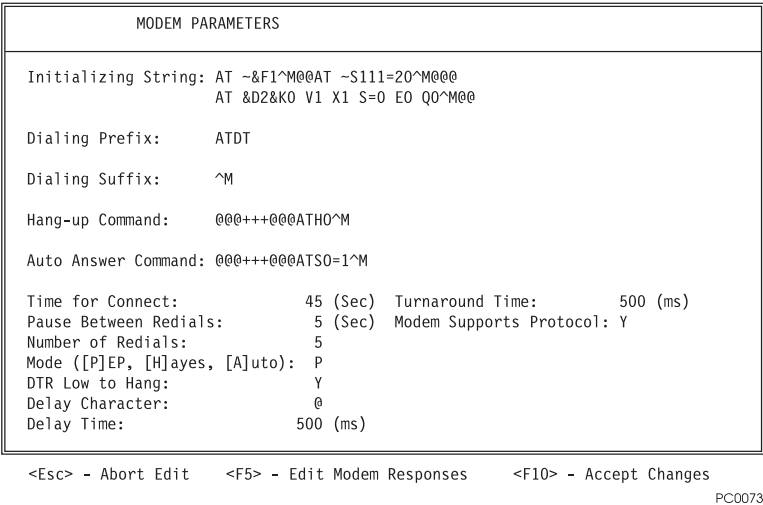 MODEM PARAMETERS
Initializing String: AT ~&F1^M@@AT ~S111=20^M@@@
AT &D2&K0 V1 X1 S=0 E0 Q0^M@@
Dialing Prefix: ATDT
Dialing Suffix: ^M
Hang-up Command: @@@+++@@@ATH0^M
Auto Answer Command: @@@+++@@@ATS0=1^M
Time for Connect: 45 (Sec) Turnaround Time: 500 (ms)
Pause Between Redials: 5 (Sec) Modem Supports Protocol: Y
Number of Redials: 5
Mode ([P]EP, [H]ayes, [A]uto): P
DTR Low to Hang: Y
Delay Character: @
Delay Time: 500 (ms)
<Esc> - Abort Edit <F5> - Edit Modem Responses <F10> - Accept Changes
PC0073